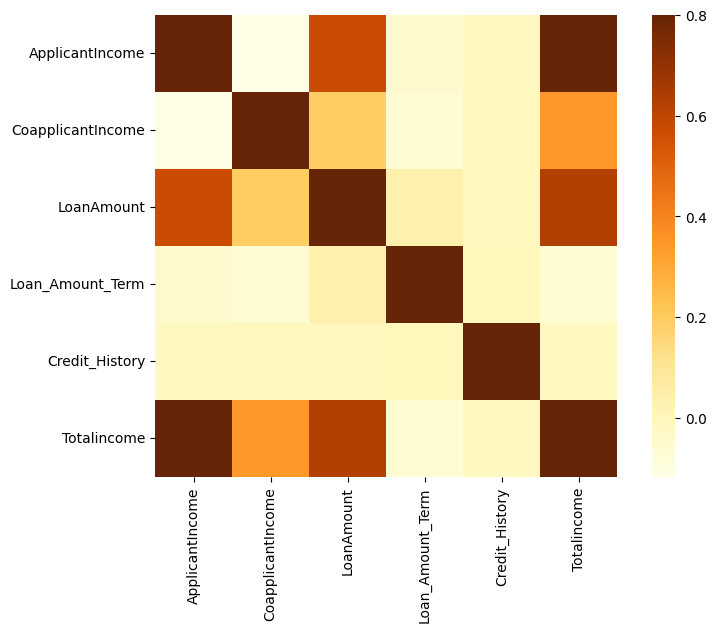 ApplicantIncome
CoapplicantIncome
LoanAmount
Loan_Amount_Term
Credit_History
Totalincome
ApplicantIncome
CoapplicantIncome
LoanAmount
Loan_Amount_Term
Credit_History
Totalincome
0.8
0.6
0.4
0.2
0.0